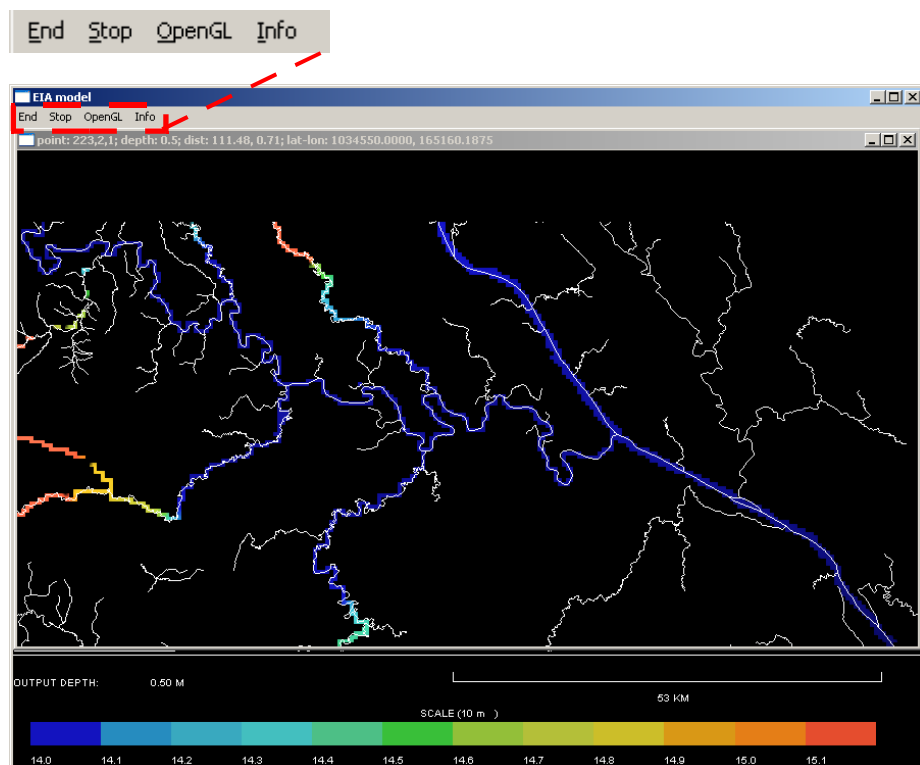 End Stop OpenGL Info
EIA model
End Stop OpenGL Info
point: 223,2,1; depth: 0.5; dist: 111.48, 0.71; lat-lon: 1034550.0000, 165160.1875
OUTPUT DEPTH: 0.50 M
53 KM
SCALE (10 m )
14.0 14.1 14.2 14.3 14.4 14.5 14.6 14.7 14.8 14.9 15.0 15.1